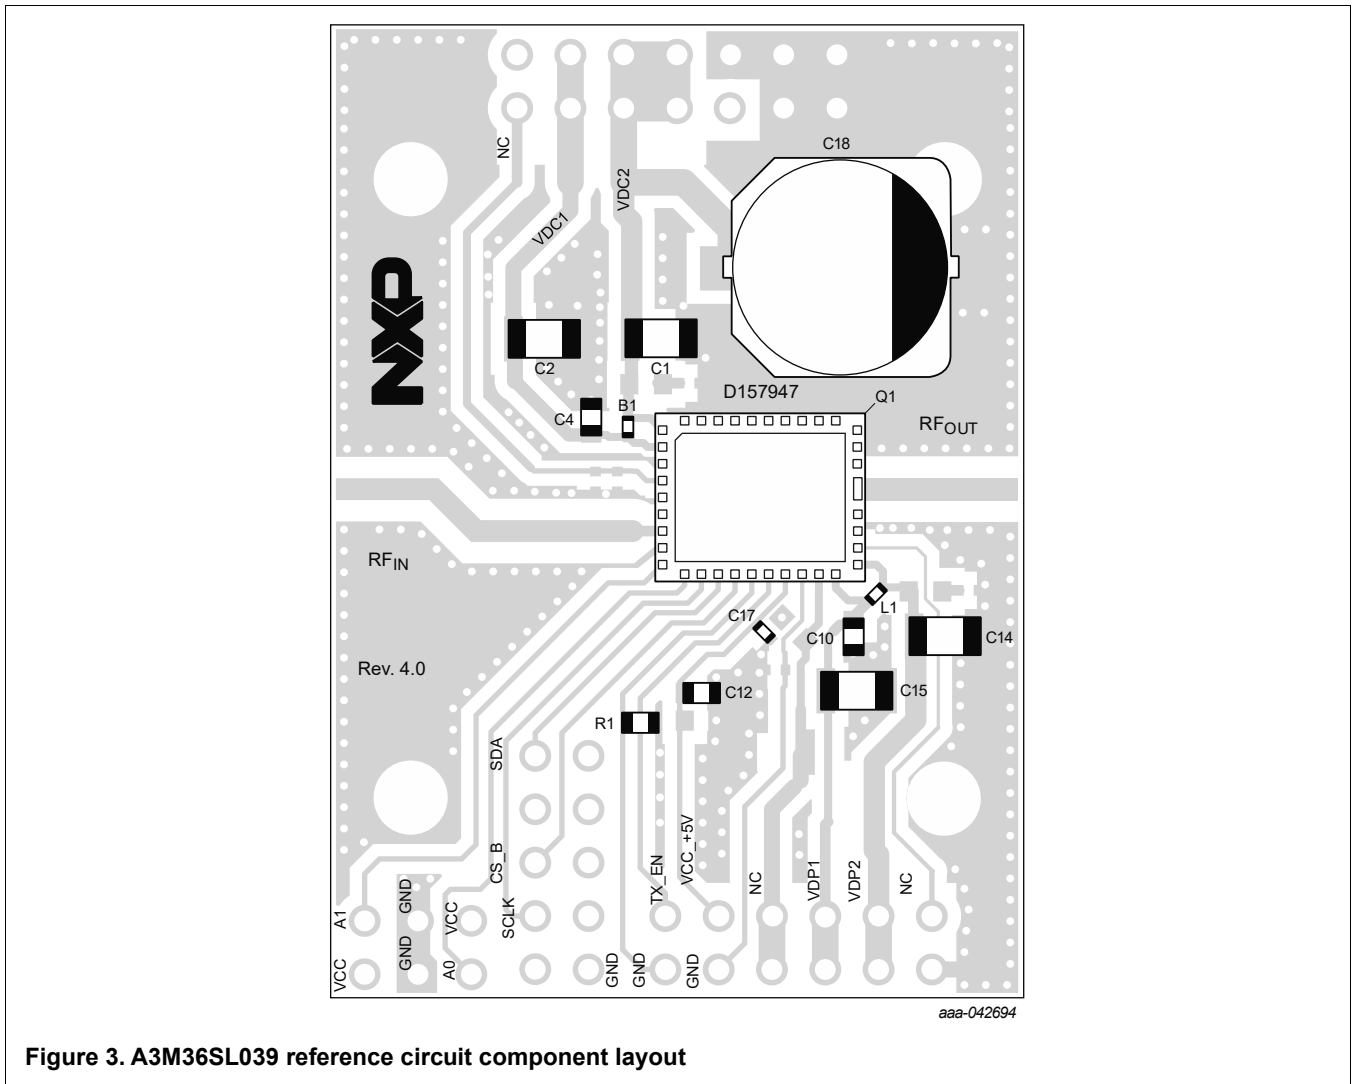 NC
VDC1
VDC2
C18
NXP
C2
C1
D157947
Q1
C4
B1
RFOUT
RFIN
C17
L1
C10
C14
Rev. 4.0
C12
C15
R1
SDA
CS_B
SCLK
TX_EN
VCC_+5V
NC
VDP1
VDP2
NC
A1
GND
VCC
VCC
GND
A0
GND
GND
GND
aaa-042694
Figure 3. A3M36SL039 reference circuit component layout